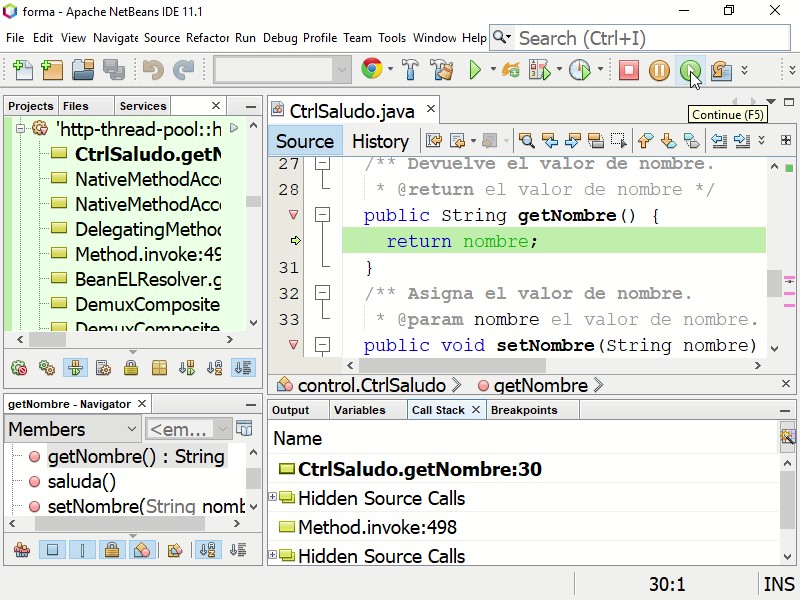 forma - Apache NetBeans IDE 11.1
File Edit View Navigate Source Refactor Run Debug Profile Team Tools Window Help Search (Ctrl+I)
Continue (F5)
Projects Files Services
'http-thread-pool::h
CtrlSaludo.getN
NativeMethodAcce
NativeMethodAcce
DelegatingMethod
Method.invoke:49
BeanELResolver.g
DemuxComposite
DemuxComposite
CtrlSaludo.java
Source History
27 /** Devuelve el valor de nombre.
28 * @return el valor de nombre */
public String getNombre() {
return nombre;
31 }
32 /** Asigna el valor de nombre.
33 * @param nombre el valor de nombre.
public void setNombre(String nombre)
control.CtrlSaludo getNombre
getNombre - Navigator
Members <em...
getNombre() : String
saluda()
setNombre(String nomb
Output Variables Call Stack Breakpoints
Name
CtrlSaludo.getNombre:30
Hidden Source Calls
Method.invoke:498
Hidden Source Calls
30:1 INS